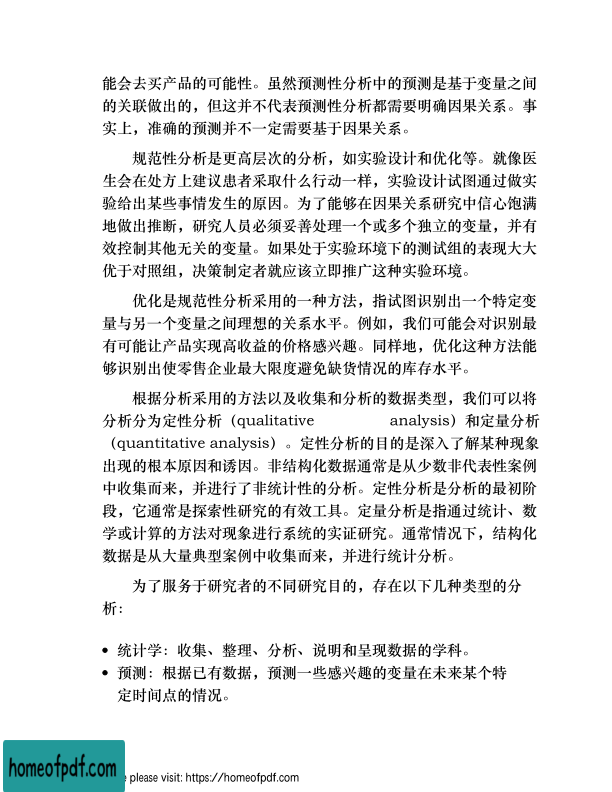 能会去买产品的可能性。虽然预测性分析中的预测是基于变量之间
的关联做出的，但这并不代表预测性分析都需要明确因果关系。事
实上，准确的预测并不一定需要基于因果关系。
规范性分析是更高层次的分析，如实验设计和优化等。就像医
生会在处方上建议患者采取什么行动一样，实验设计试图通过做实
验给出某些事情发生的原因。为了能够在因果关系研究中信心饱满
地做出推断，研究人员必须妥善处理一个或多个独立的变量，并有
效控制其他无关的变量。如果处于实验环境下的测试组的表现大大
优于对照组，决策制定者就应该立即推广这种实验环境。
优化是规范性分析采用的一种方法，指试图识别出一个特定变
量与另一个变量之间理想的关系水平。例如，我们可能会对识别最
有可能让产品实现高收益的价格感兴趣。同样地，优化这种方法能
够识别出使零售企业最大限度避免缺货情况的库存水平。
根据分析采用的方法以及收集和分析的数据类型，我们可以将
分析分为定性分析（qualitative analysis）和定量分析
（quantitative analysis）。定性分析的目的是深入了解某种现象
出现的根本原因和诱因。非结构化数据通常是从少数非代表性案例
中收集而来，并进行了非统计性的分析。定性分析是分析的最初阶
段，它通常是探索性研究的有效工具。定量分析是指通过统计、数
学或计算的方法对现象进行系统的实证研究。通常情况下，结构化
数据是从大量典型案例中收集而来，并进行统计分析。
为了服务于研究者的不同研究目的，存在以下几种类型的分
析：
• 统计学：收集、整理、分析、说明和呈现数据的学科。
• 预测：根据已有数据，预测一些感兴趣的变量在未来某个特
定时间点的情况。
homeofpdf.com
please visit: https://homeofpdf.com